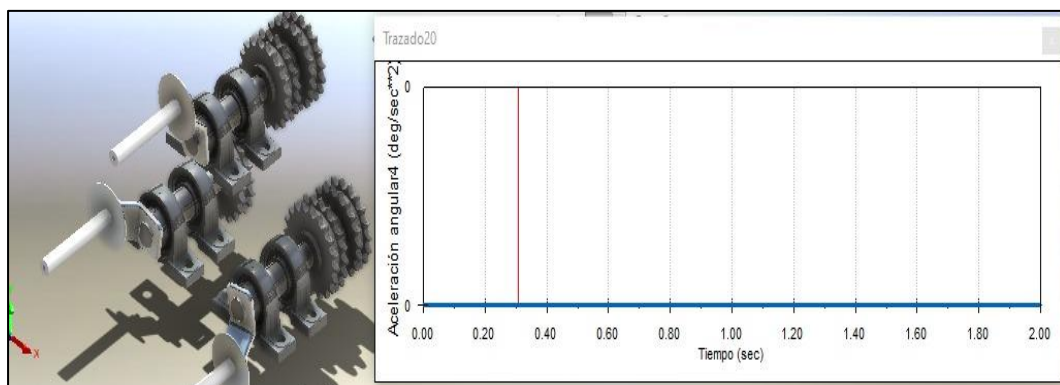 Trazado20
Aceleración angular4 (deg/sec**2)
0
0
0.00 0.20 0.40 0.60 0.80 1.00 1.20 1.40 1.60 1.80 2.00
Tiempo (sec)
X